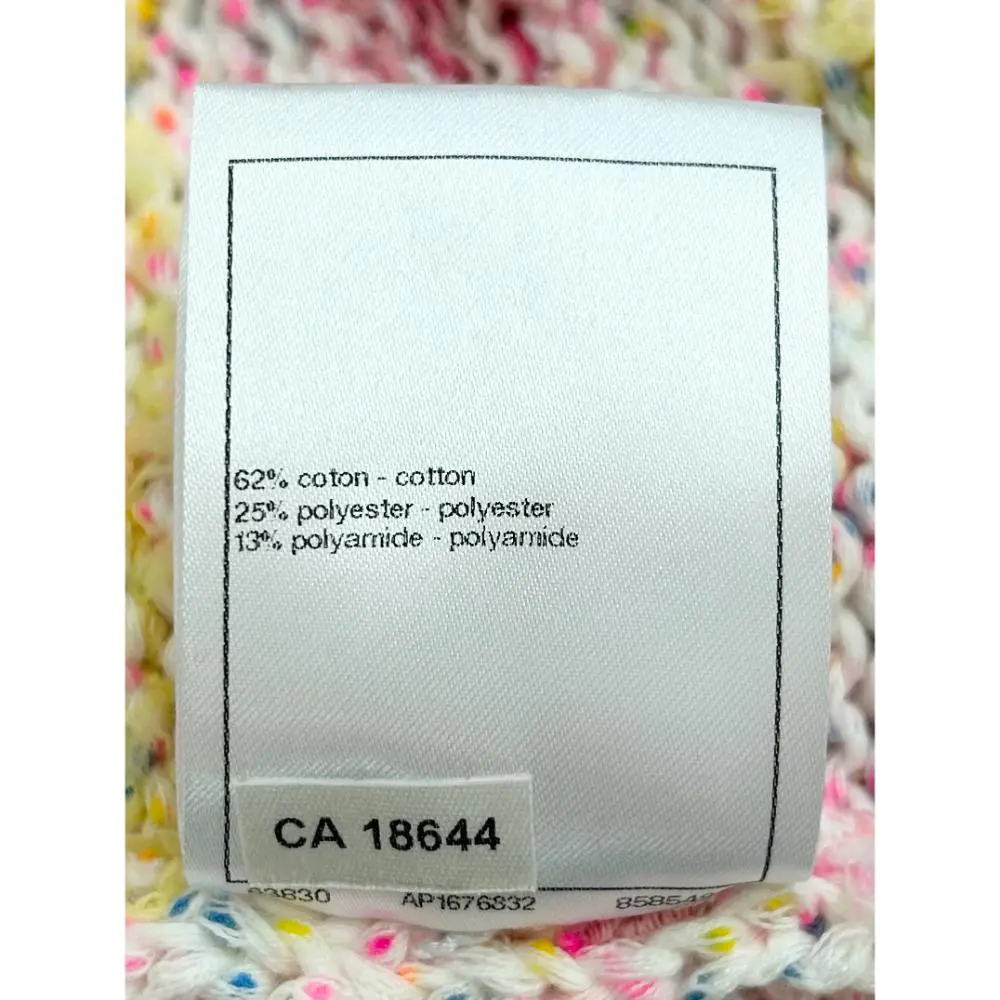 62% coton - cotton
25% polyester - polyester
13% polyamide - polyamide
CA 18644
AP1676832